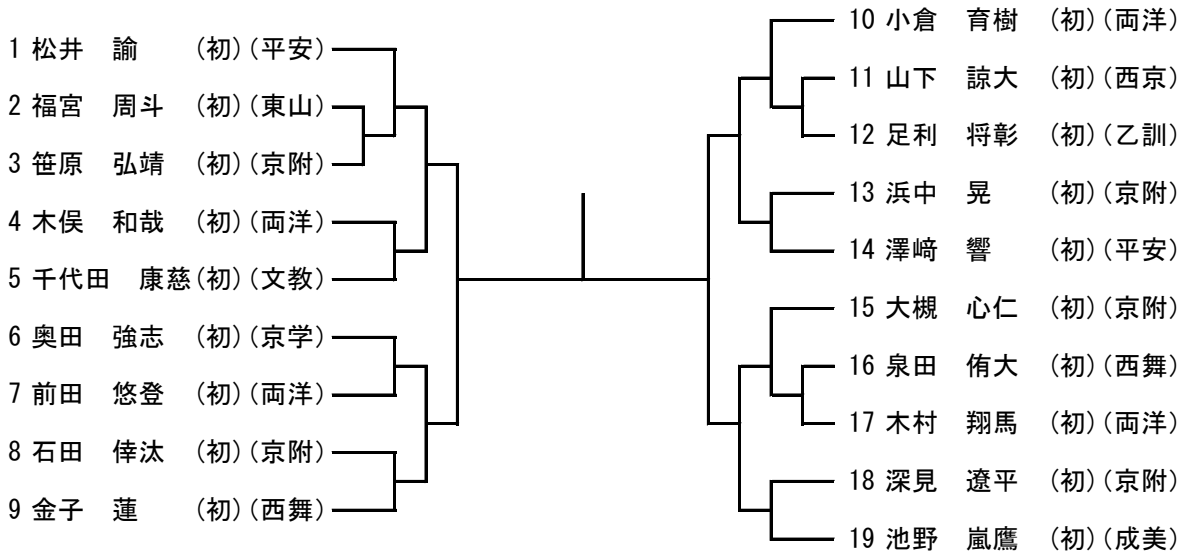 1 松井 諭 (初)(平安)
2 福宮 周斗 (初)(東山)
3 笹原 弘靖 (初)(京附)
4 木俣 和哉 (初)(両洋)
5 千代田 康慈(初)(文教)
6 奥田 強志 (初)(京学)
7 前田 悠登 (初)(両洋)
8 石田 倖汰 (初)(京附)
9 金子 蓮 (初)(西舞)
10 小倉 育樹 (初)(両洋)
11 山下 諒大 (初)(西京)
12 足利 将彰 (初)(乙訓)
13 浜中 晃 (初)(京附)
14 澤﨑 響 (初)(平安)
15 大槻 心仁 (初)(京附)
16 泉田 侑大 (初)(西舞)
17 木村 翔馬 (初)(両洋)
18 深見 遼平 (初)(京附)
19 池野 嵐鷹 (初)(成美)